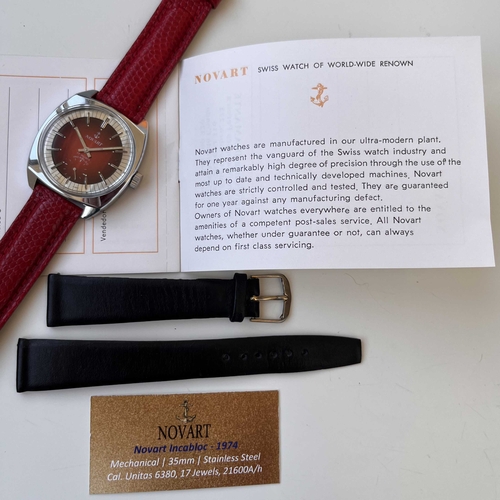 NOVART SWISS WATCH OF WORLD-WIDE RENOWN
Novart watches are manufactured in our ultra-modern plant.
They represent the vanguard of the Swiss watch industry and
attain a remarkably high degree of precision through the use of the
most up to date and technically developed machines. Novart
watches are strictly controlled and tested. They are guaranteed
for one year against any manufacturing defect.
Owners of Novart watches everywhere are entitled to the
amenities of a competent post-sales service. All Novart
watches, whether under guarantee or not, can always
depend on first class servicing.
Vendedor
NOVART
Novart Incabloc - 1974
Mechanical | 35mm | Stainless Steel
Cal. Unitas 6380, 17 Jewels, 21600A/h